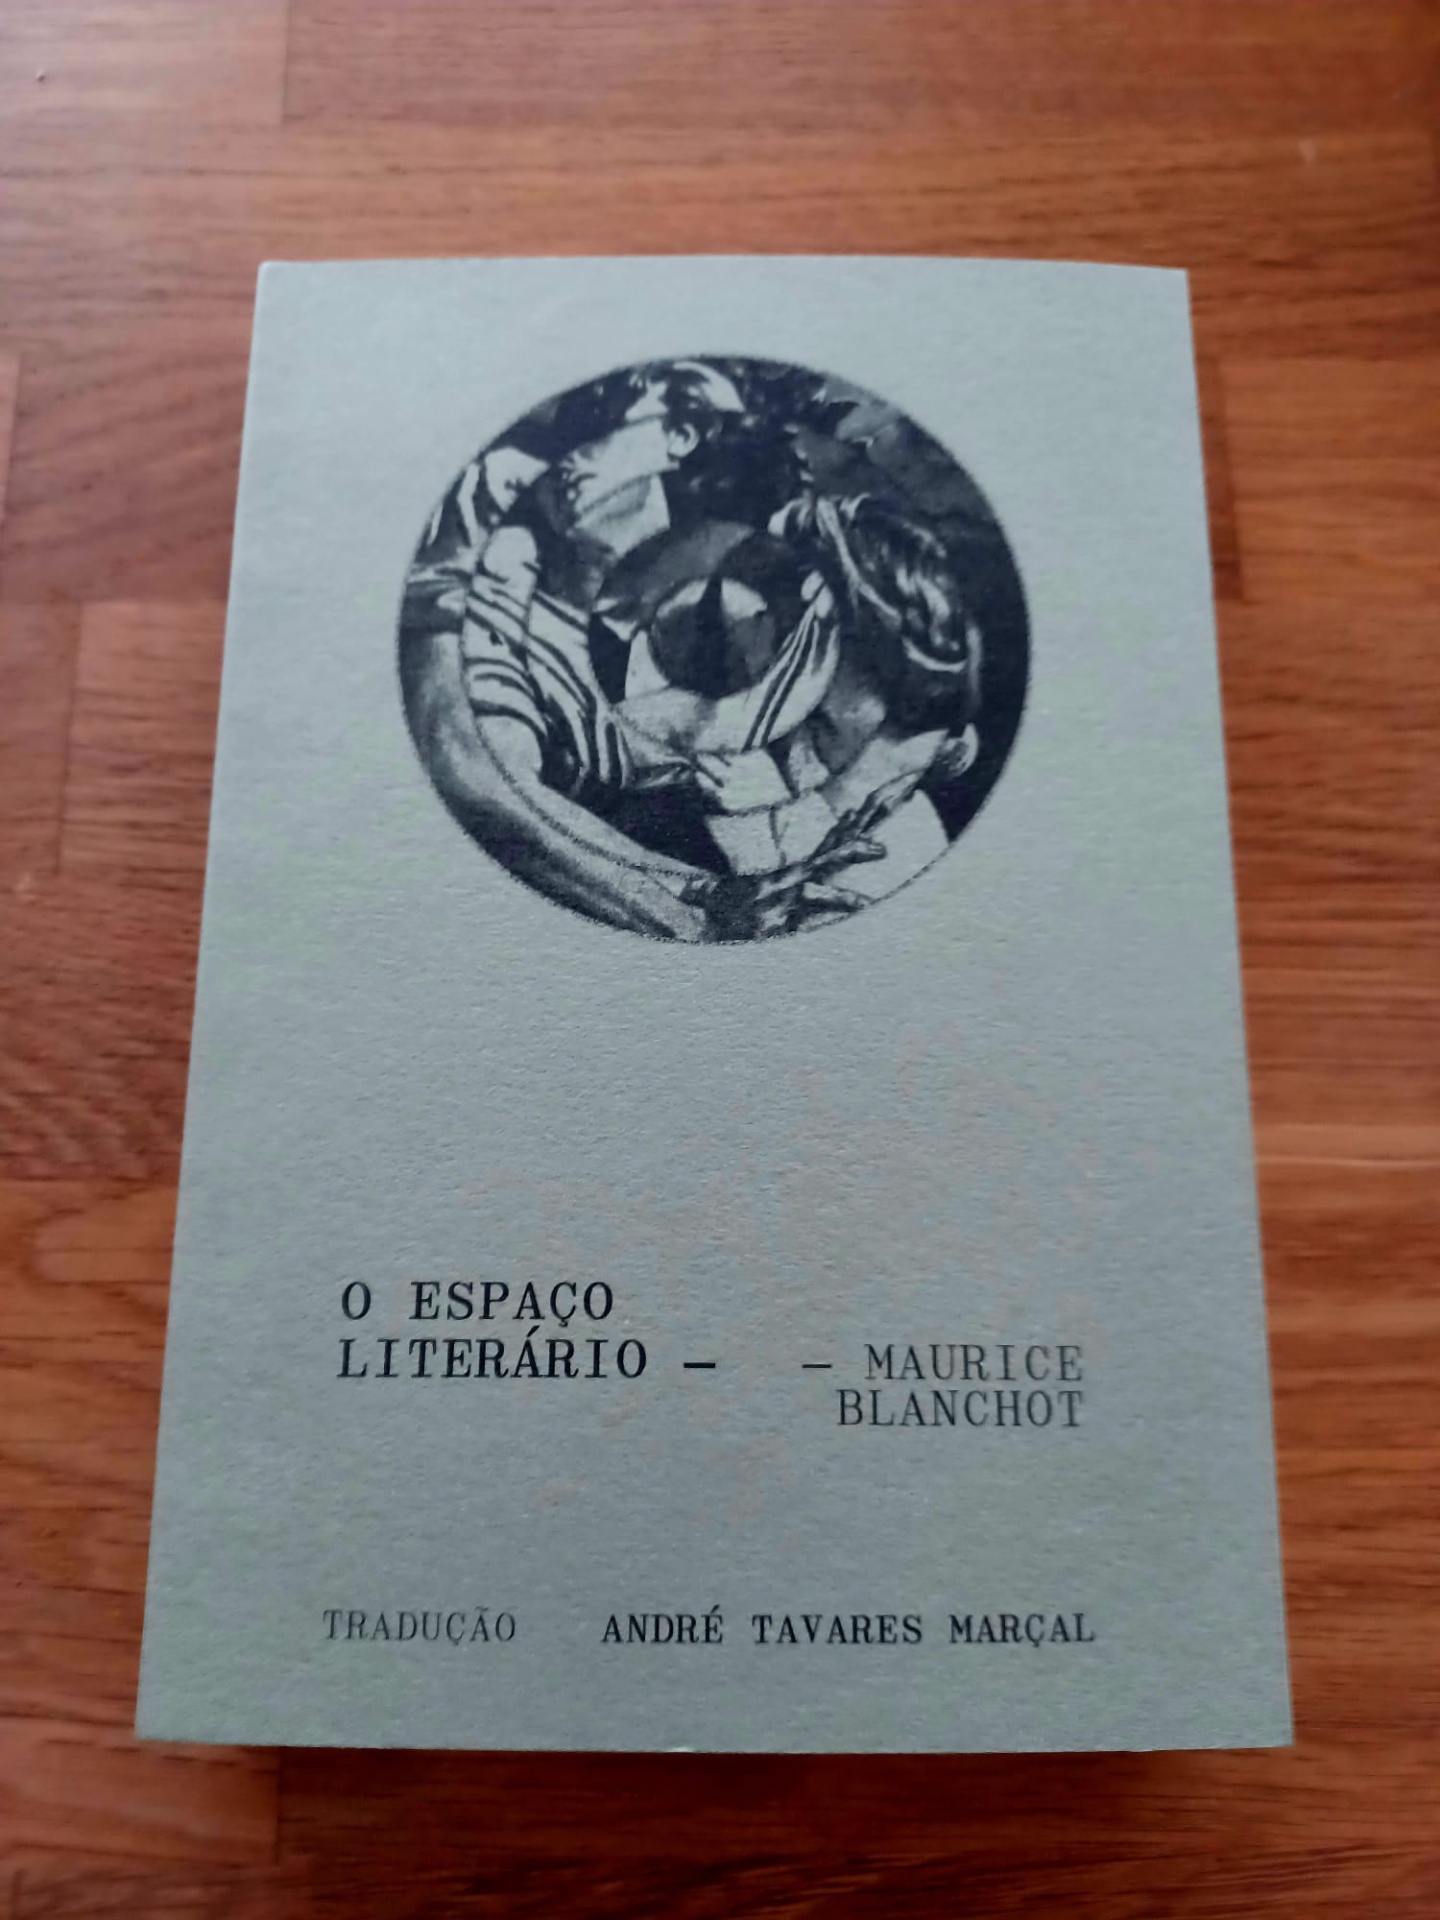 O ESPAÇO
LITERÁRIO –
– MAURICE
BLANCHOT
TRADUÇÃO ANDRÉ TAVARES MARÇAL